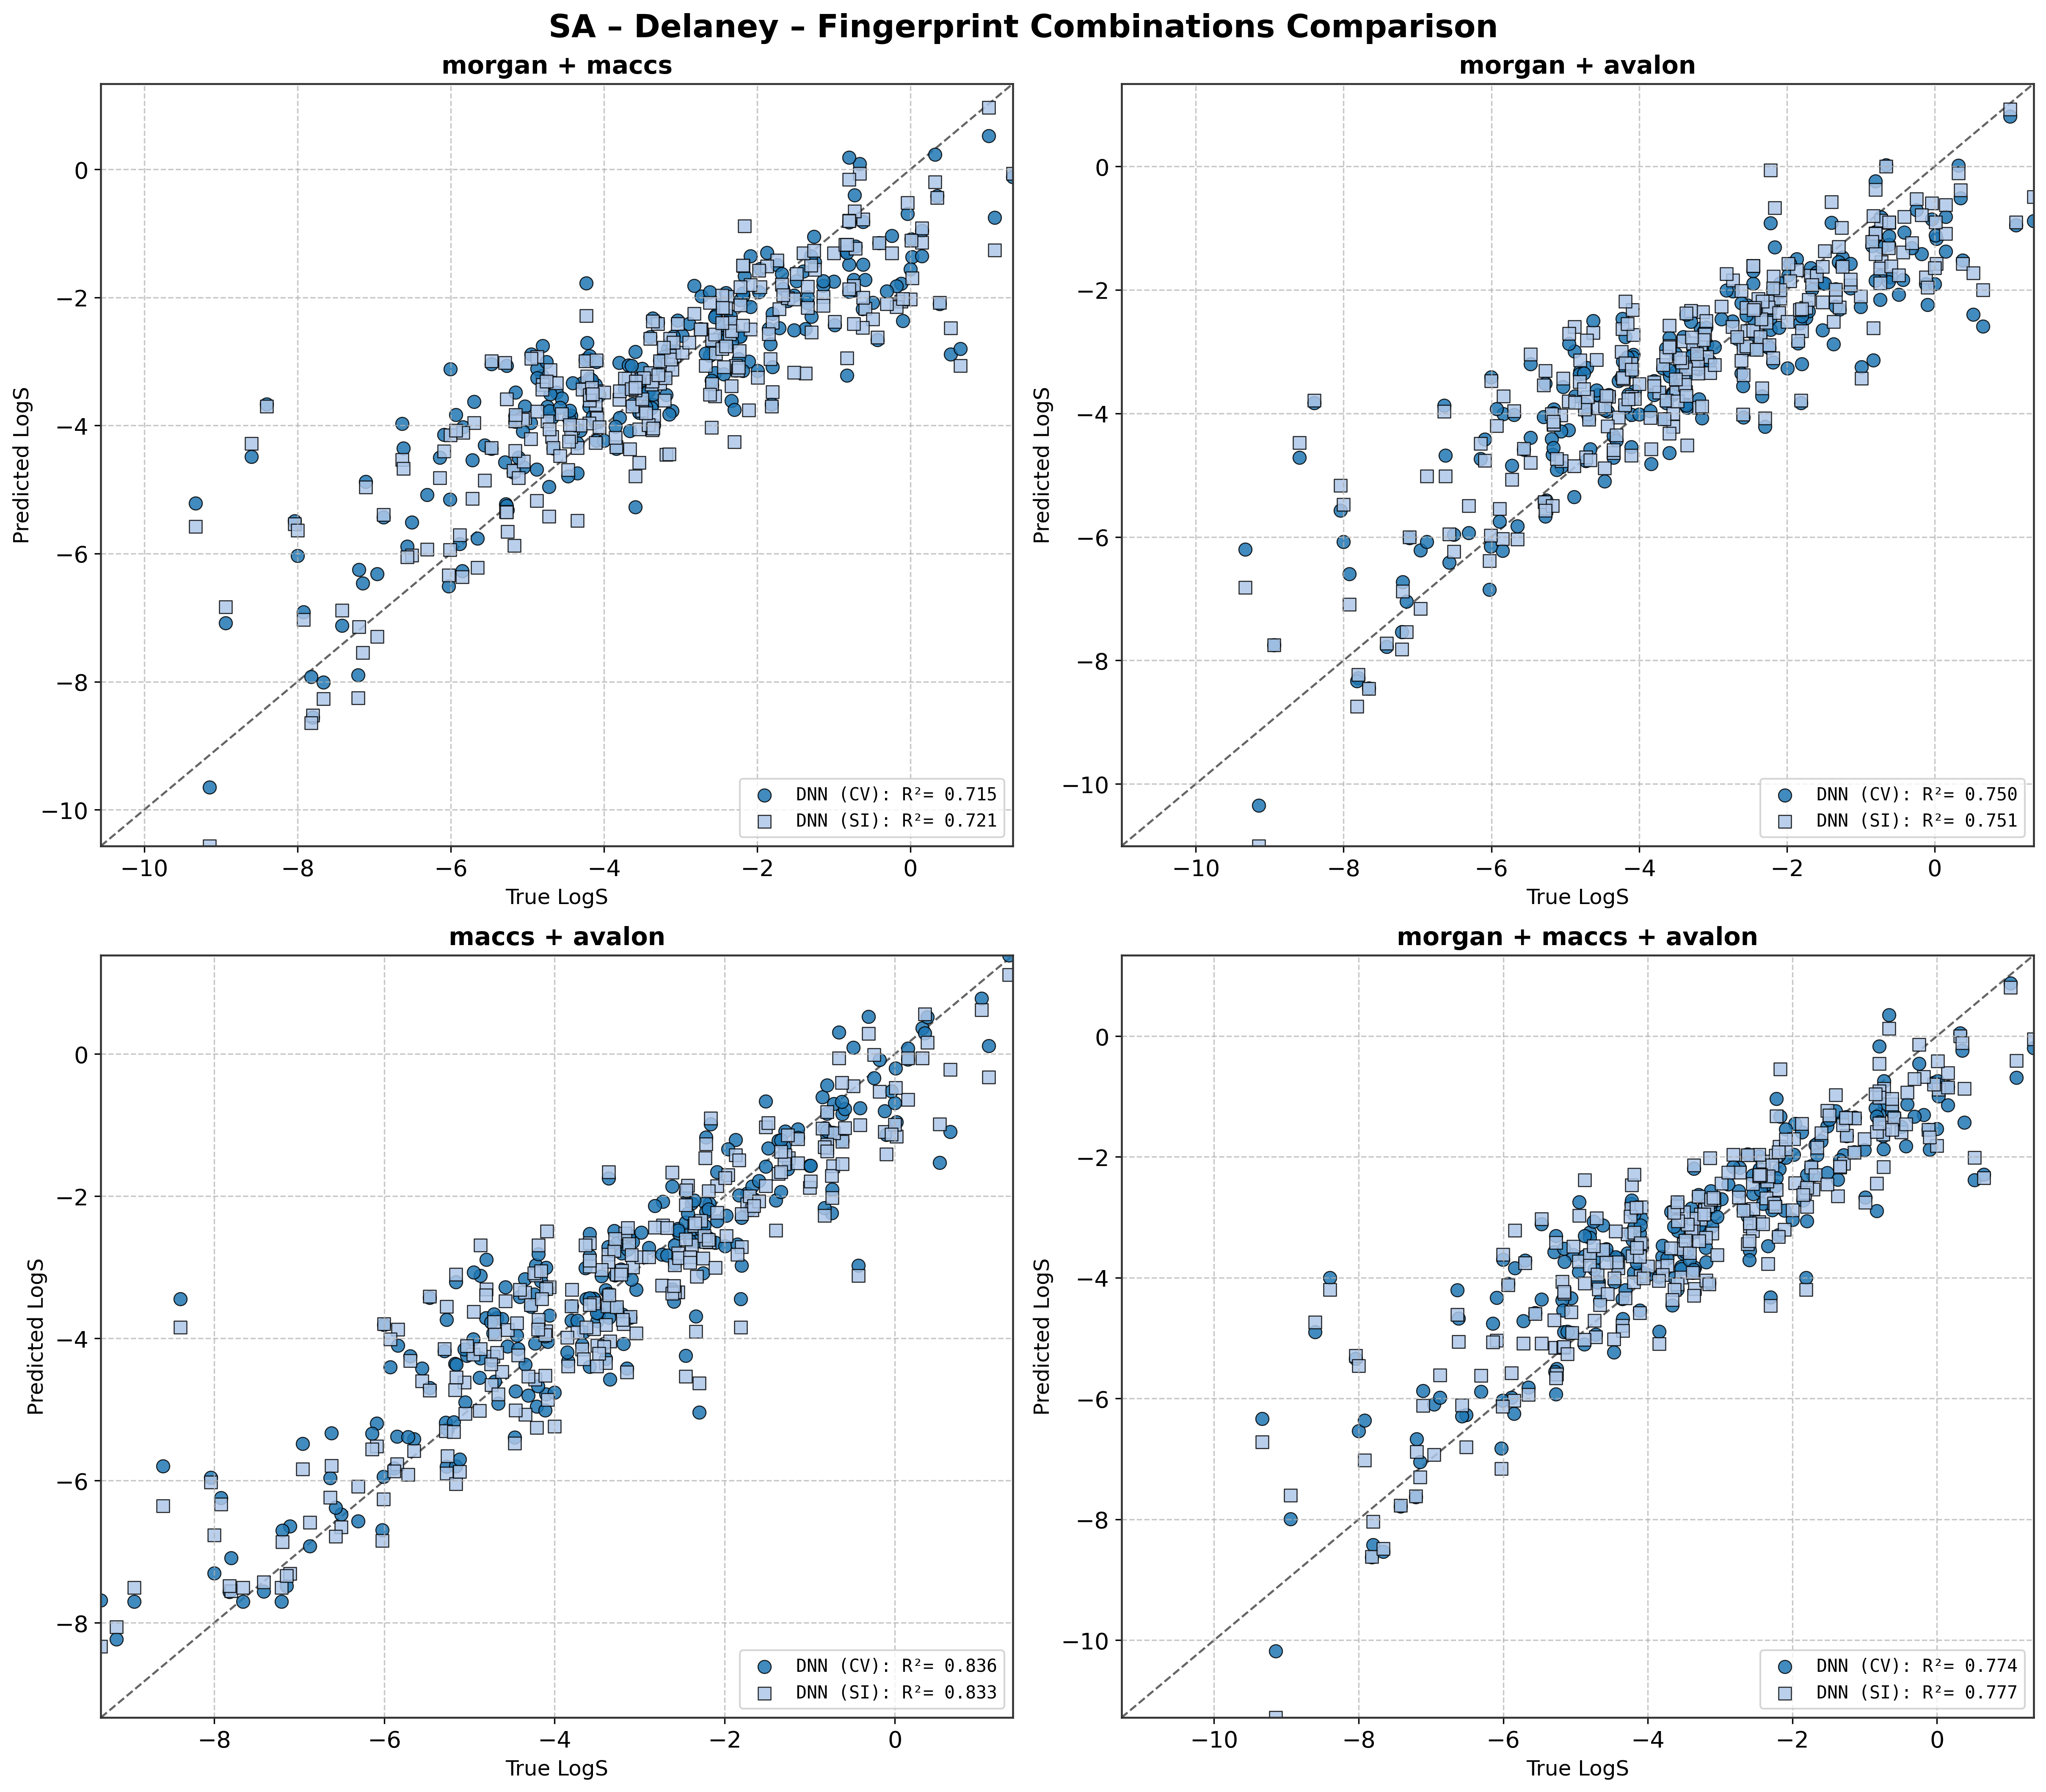 SA – Delaney – Fingerprint Combinations Comparison
morgan + maccs
Predicted LogS
0
−2
−4
−6
−8
−10
DNN (CV): R²= 0.715
DNN (SI): R²= 0.721
−10 −8 −6 −4 −2 0
True LogS
morgan + avalon
Predicted LogS
0
−2
−4
−6
−8
−10
DNN (CV): R²= 0.750
DNN (SI): R²= 0.751
−10 −8 −6 −4 −2 0
True LogS
maccs + avalon
Predicted LogS
0
−2
−4
−6
−8
DNN (CV): R²= 0.836
DNN (SI): R²= 0.833
−8 −6 −4 −2 0
True LogS
morgan + maccs + avalon
Predicted LogS
0
−2
−4
−6
−8
−10
DNN (CV): R²= 0.774
DNN (SI): R²= 0.777
−10 −8 −6 −4 −2 0
True LogS